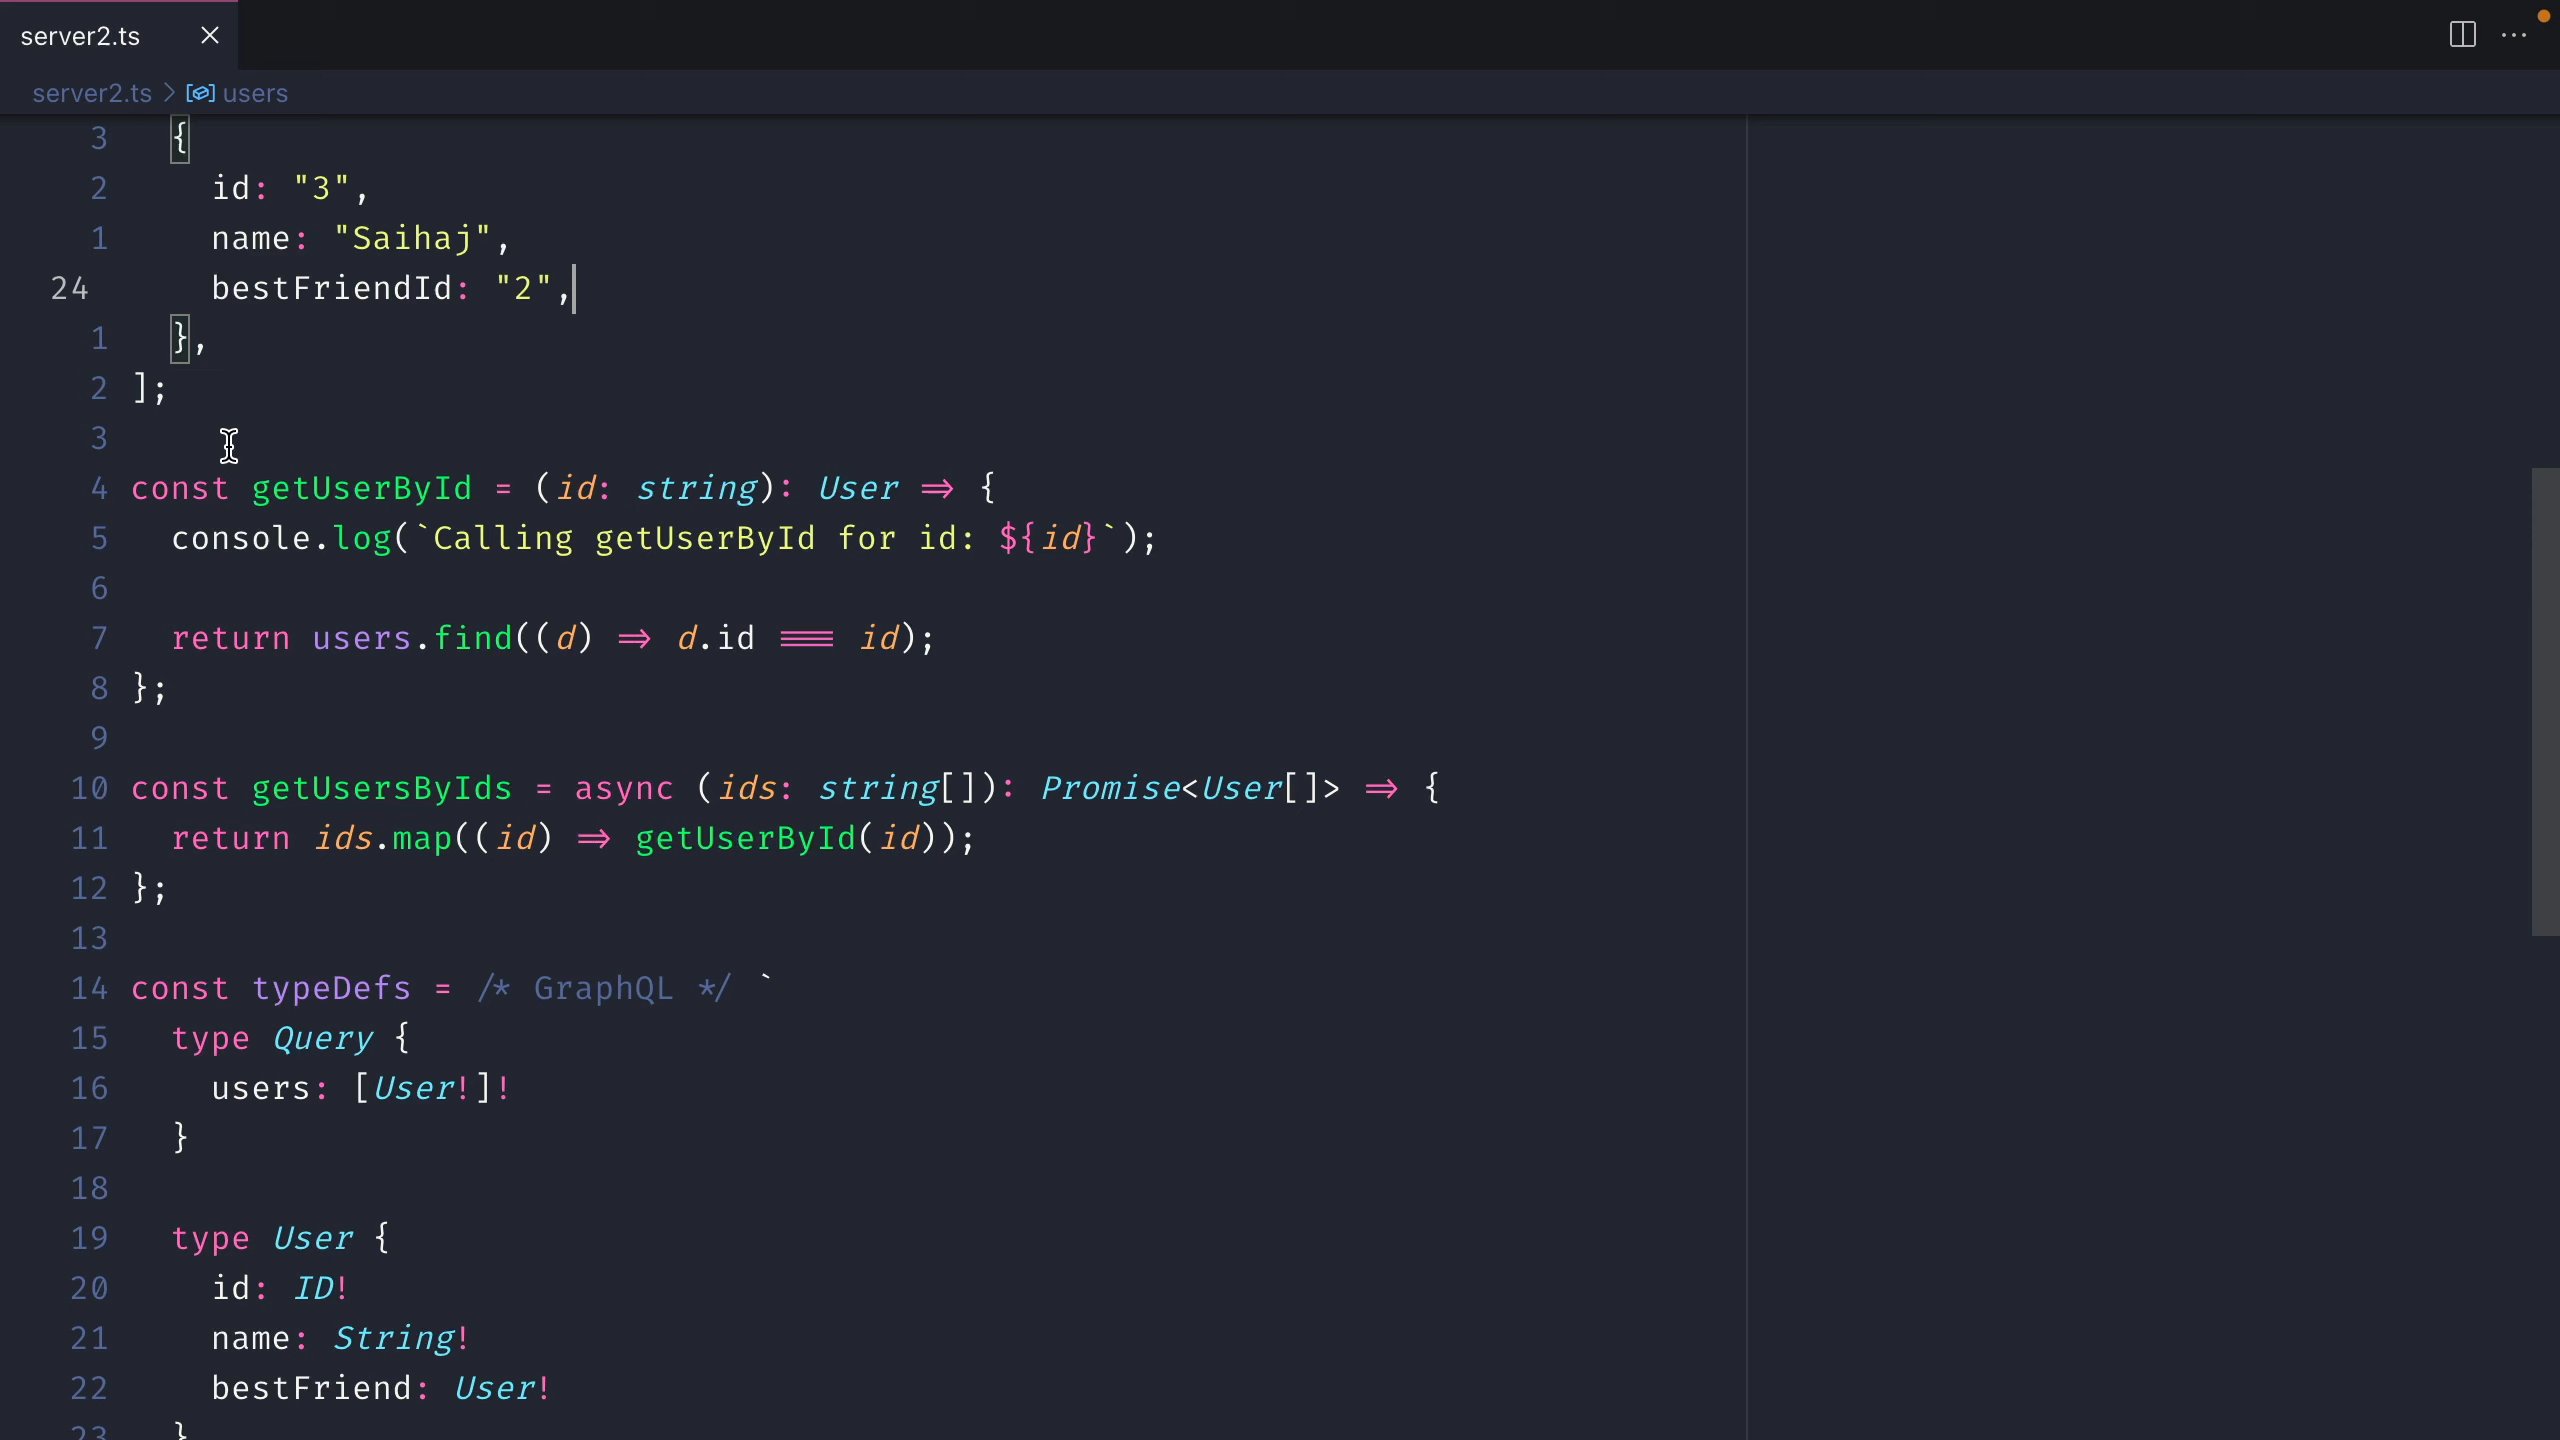 server2.ts
server2.ts > users
3 {
2 id: "3",
1 name: "Saihaj",
24 bestFriendId: "2",
1 },
2 ];
3
4 const getUserById = (id: string): User => {
5 console.log(`Calling getUserById for id: ${id}`);
6
7 return users.find((d) => d.id === id);
8 };
9
10 const getUsersByIds = async (ids: string[]): Promise<User[]> => {
11 return ids.map((id) => getUserById(id));
12 };
13
14 const typeDefs = /* GraphQL */ `
15 type Query {
16 users: [User!]!
17 }
18
19 type User {
20 id: ID!
21 name: String!
22 bestFriend: User!
23 }